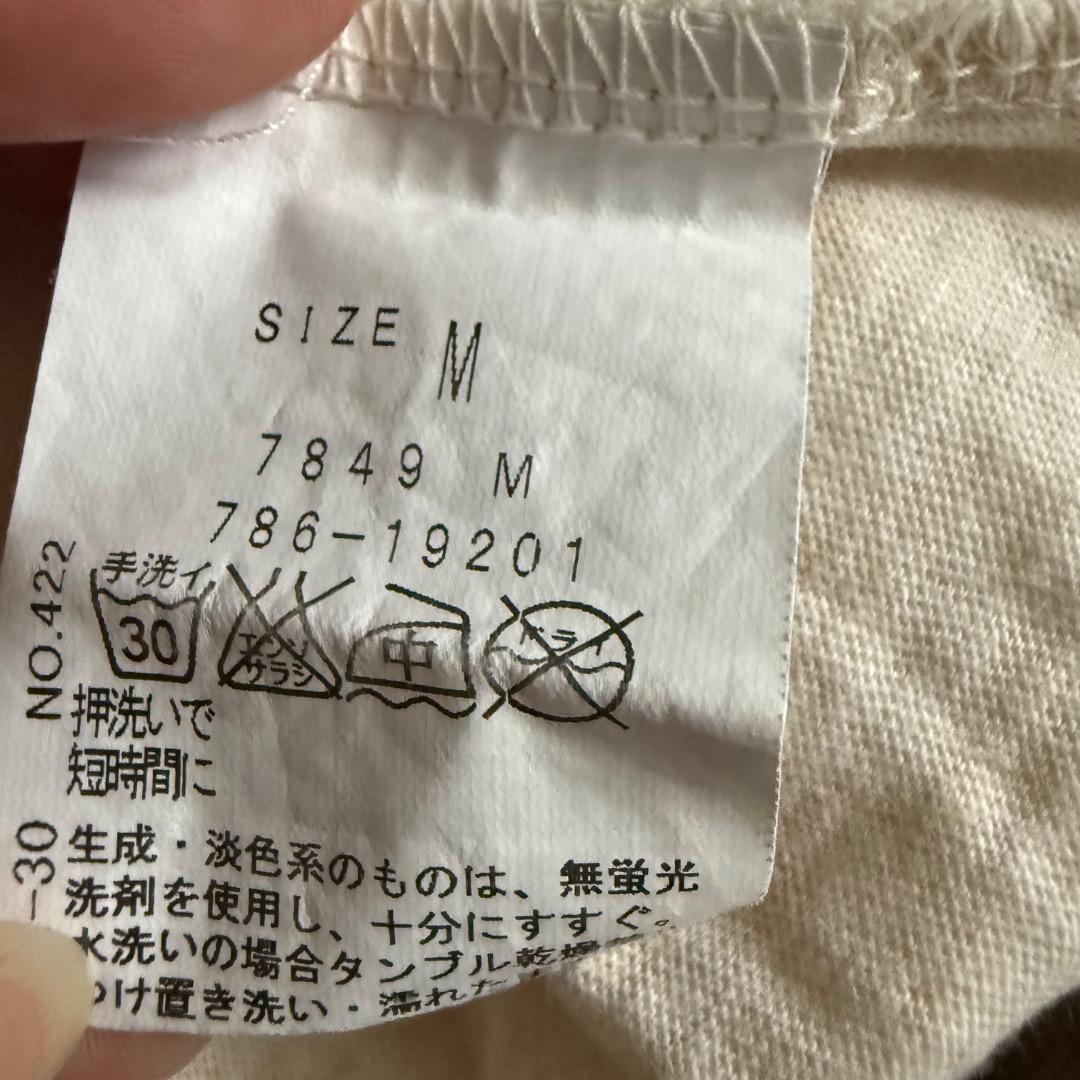 SIZE M
7849 M
786-19201
NO.422
手洗イ
30
エンソ
サラシ
中
ドライ
押洗いで
短時間に
-30
生成・淡色系のものは、無蛍光
洗剤を使用し、十分にすすぐ。
水洗いの場合タンブル乾燥
け置き洗い・濡れた